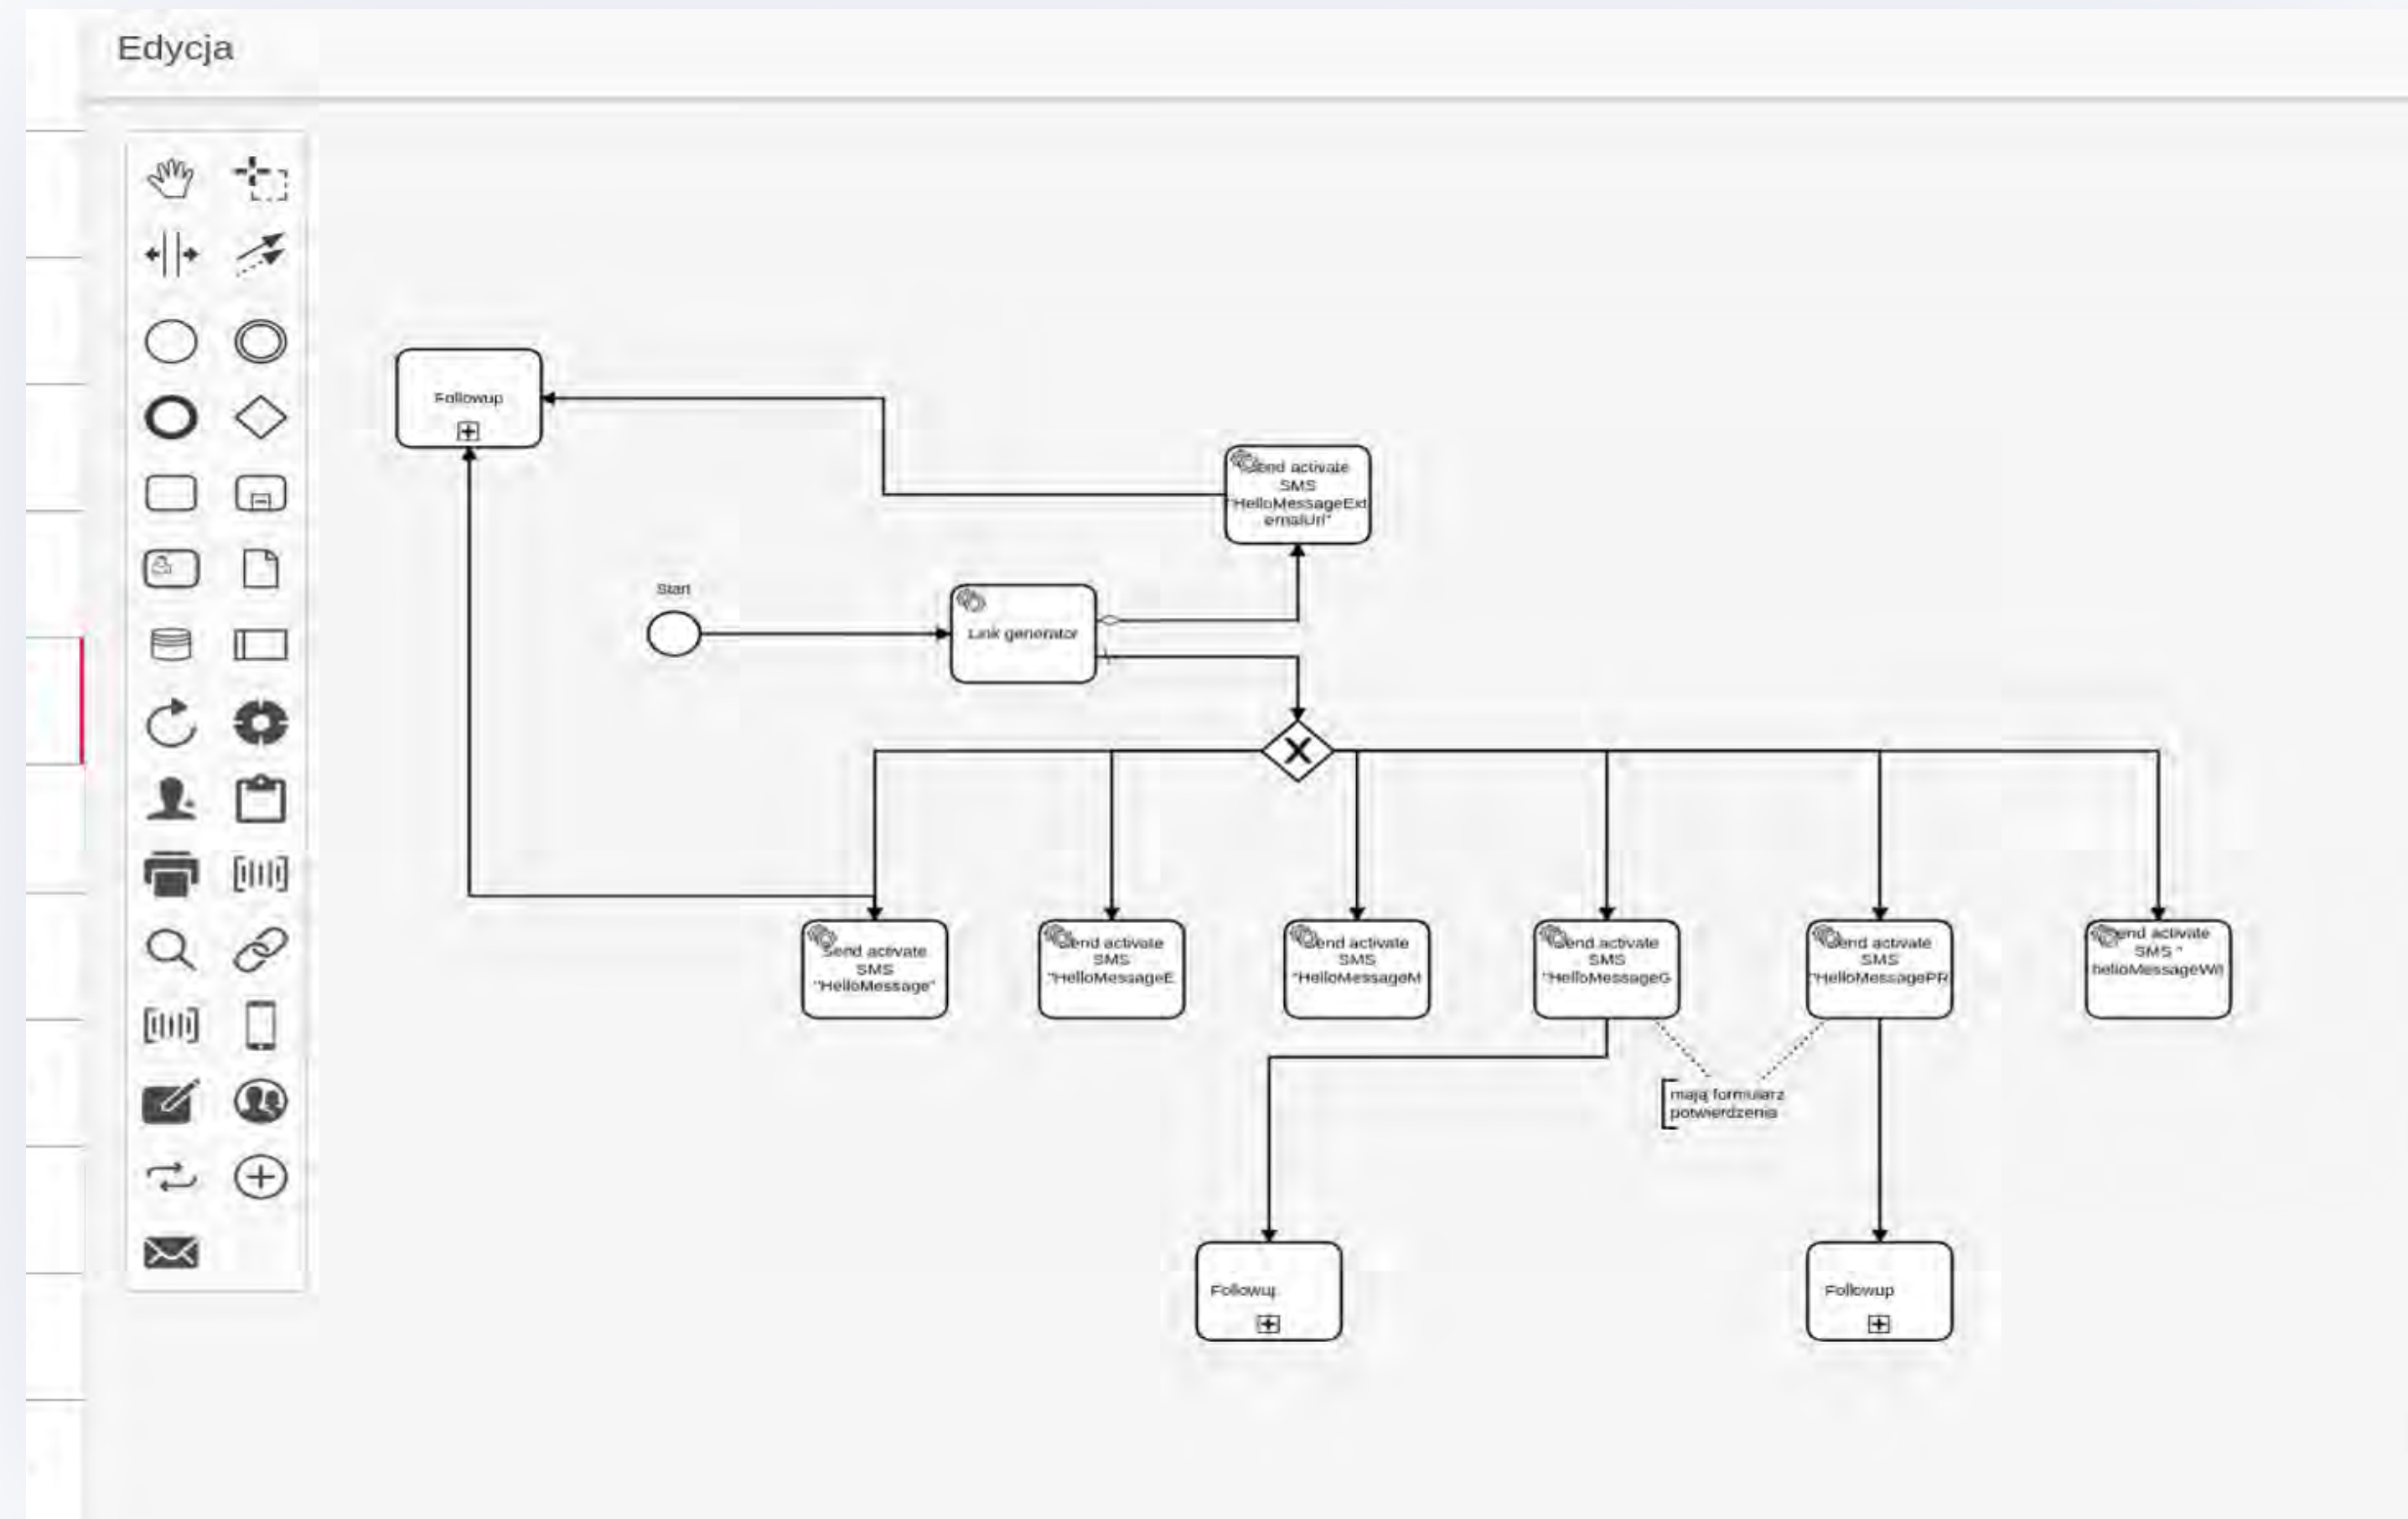 Edycja
Followup
Send activate
SMS
"HelloMessageExt
ernalUrl"
Start
Link generator
Send activate
SMS
"HelloMessage"
Send activate
SMS
"HelloMessageE
Send activate
SMS
"HelloMessageM
Send activate
SMS
"HelloMessageG
Send activate
SMS
"HelloMessagePR
Send activate
SMS "
helloMessageWi
mają formularz
potwierdzenia
Followup
Followup